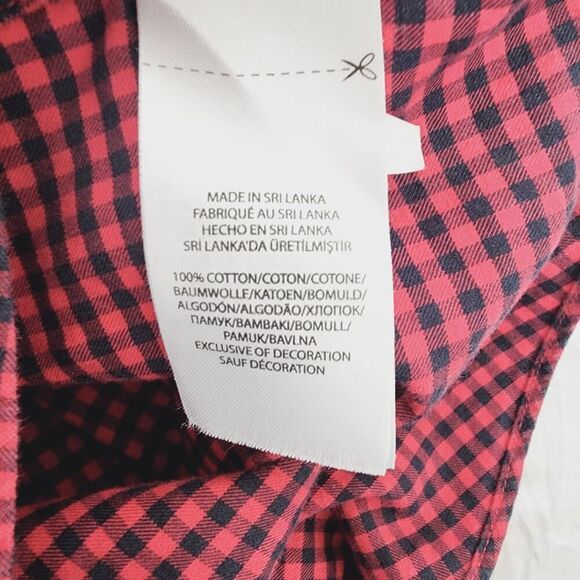 MADE IN SRI LANKA
FABRIQUÉ AU SRI LANKA
HECHO EN SRI LANKA
SRİ LANKA'DA ÜRETİLMİŞTİR
100% COTTON/COTON/COTONE/
BAUMWOLLE/KATOEN/BOMULD/
ALGODÓN/ALGODÃO/ХЛОПОК/
ПАМУК/BAMBAKI/BOMULL/
PAMUK/BAVLNA
EXCLUSIVE OF DECORATION
SAUF DÉCORATION